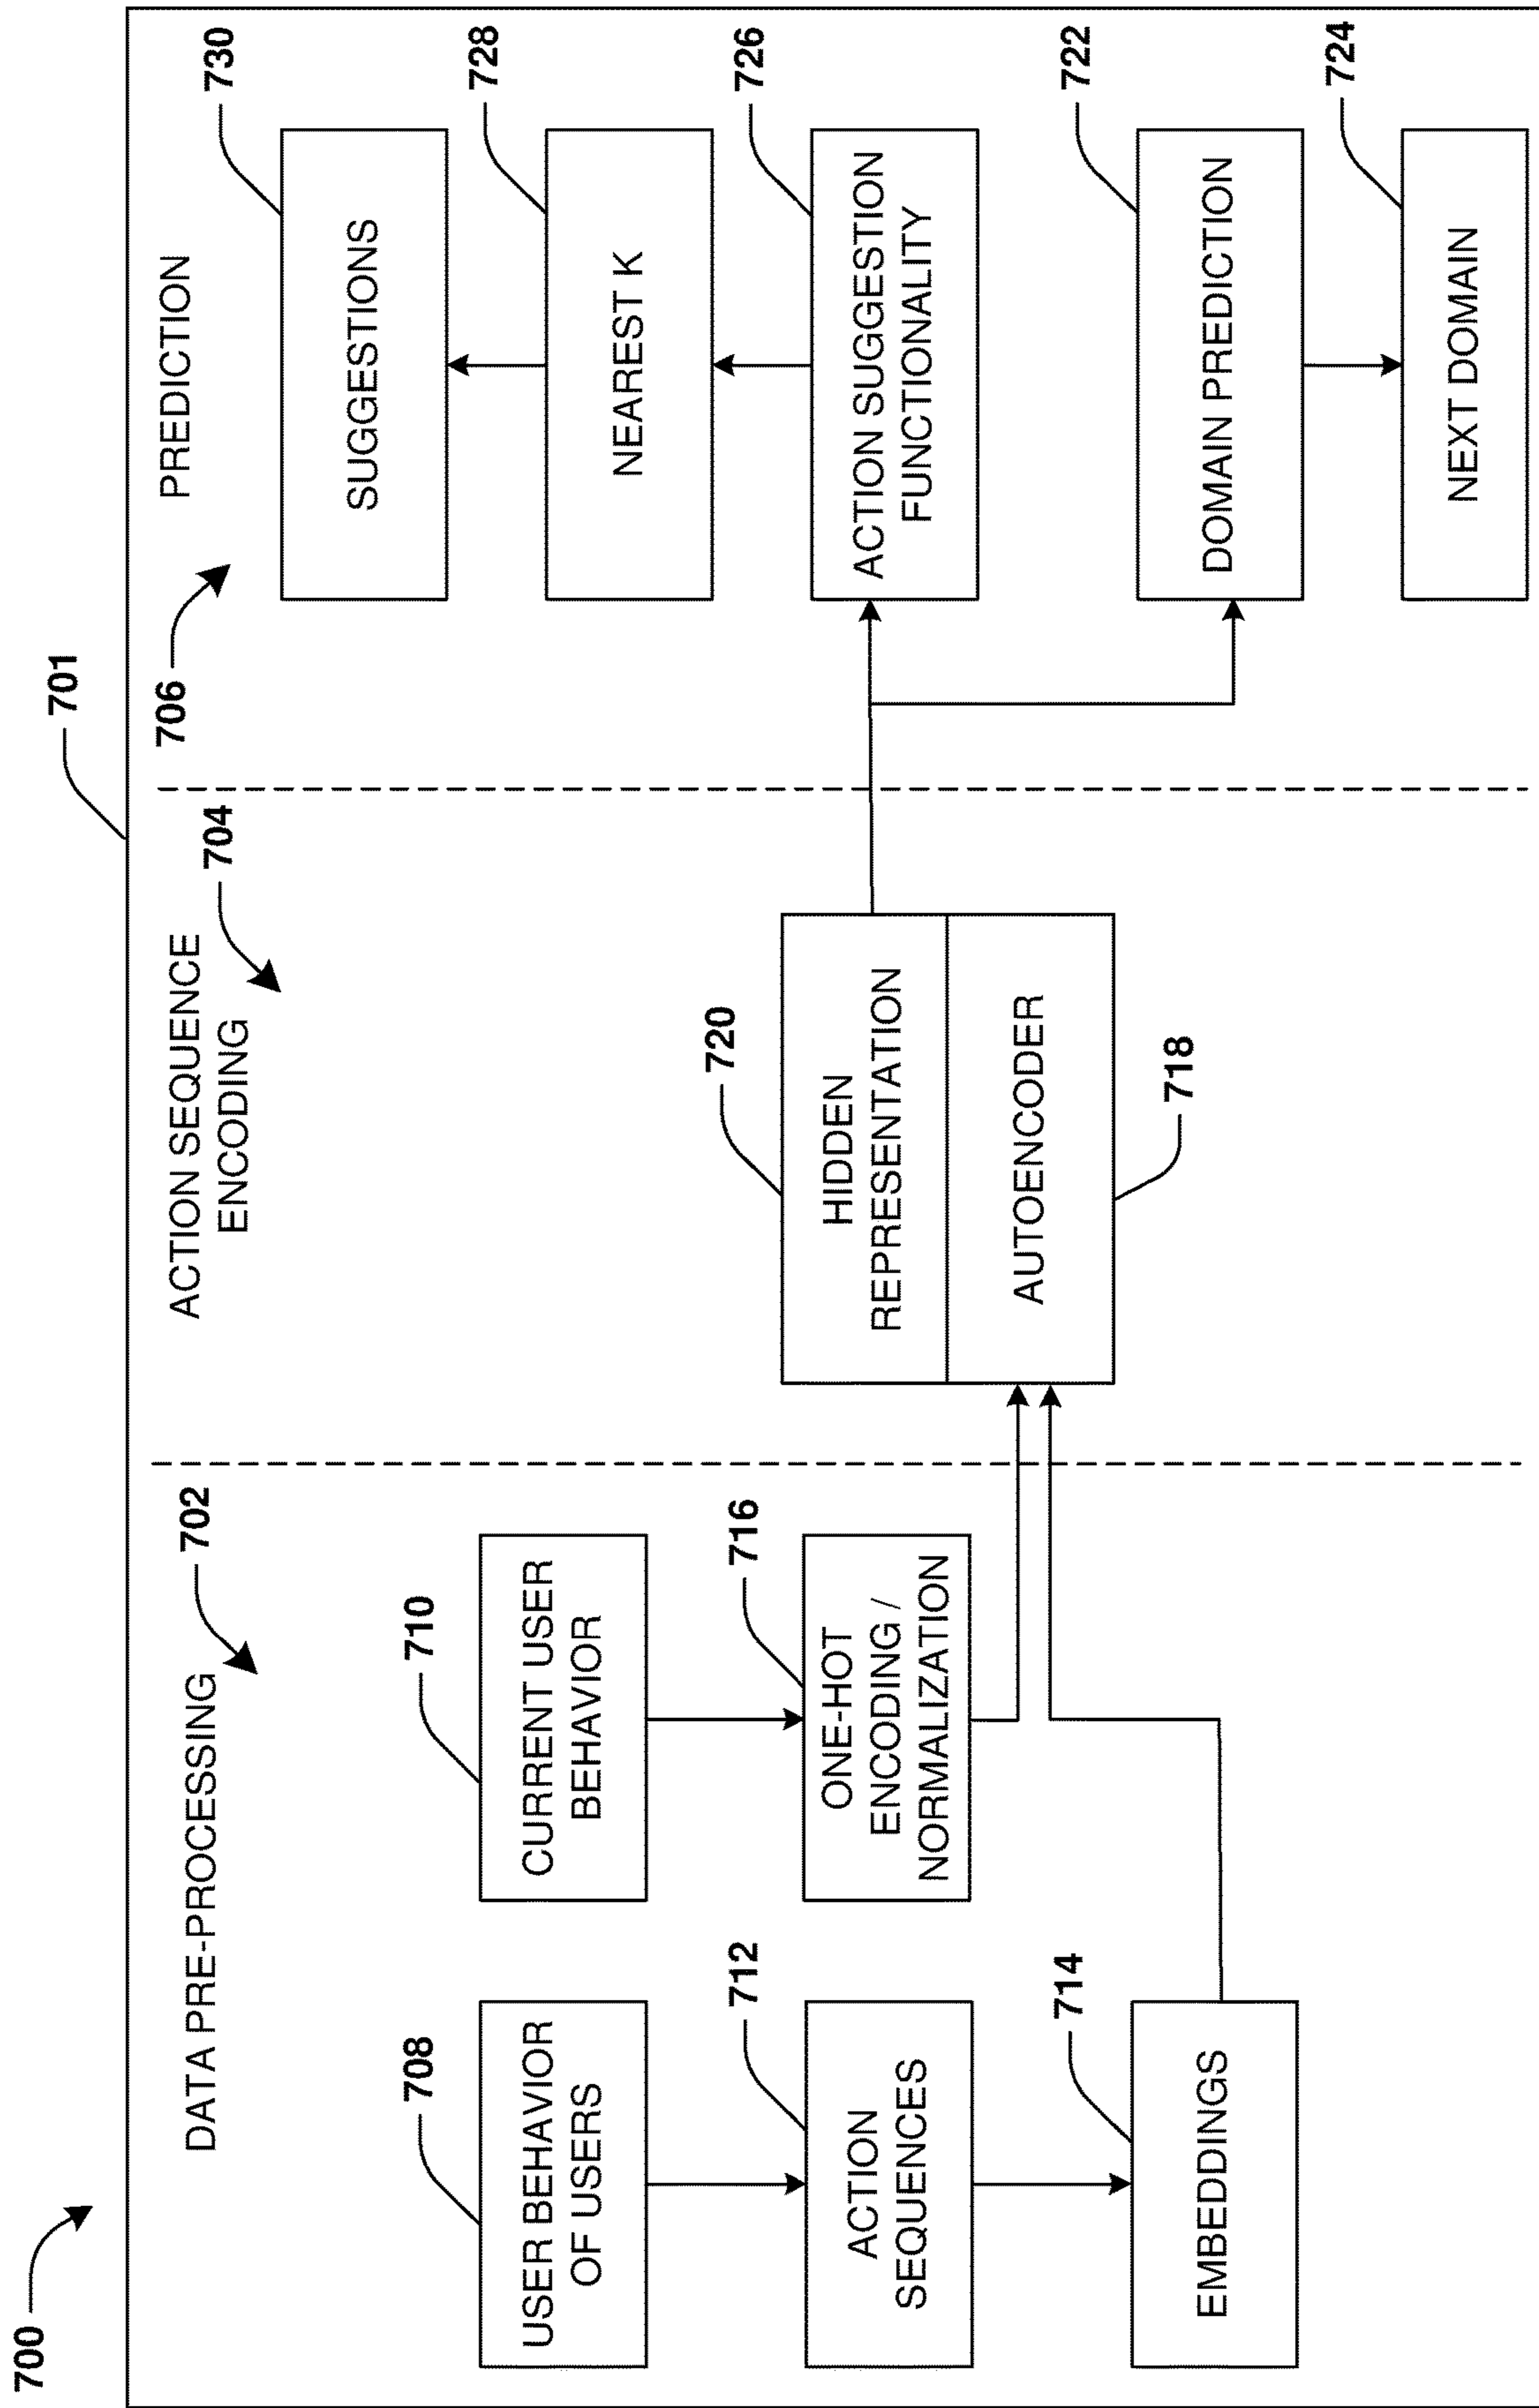 700
701
DATA PRE-PROCESSING
702
708
USER BEHAVIOR
OF USERS
710
CURRENT USER
BEHAVIOR
712
ACTION
SEQUENCES
716
ONE-HOT
ENCODING /
NORMALIZATION
714
EMBEDDINGS
ACTION SEQUENCE
ENCODING
704
720
HIDDEN
REPRESENTATION
AUTOENCODER
718
PREDICTION
706
730
SUGGESTIONS
728
NEAREST K
726
ACTION SUGGESTION
FUNCTIONALITY
722
DOMAIN PREDICTION
724
NEXT DOMAIN